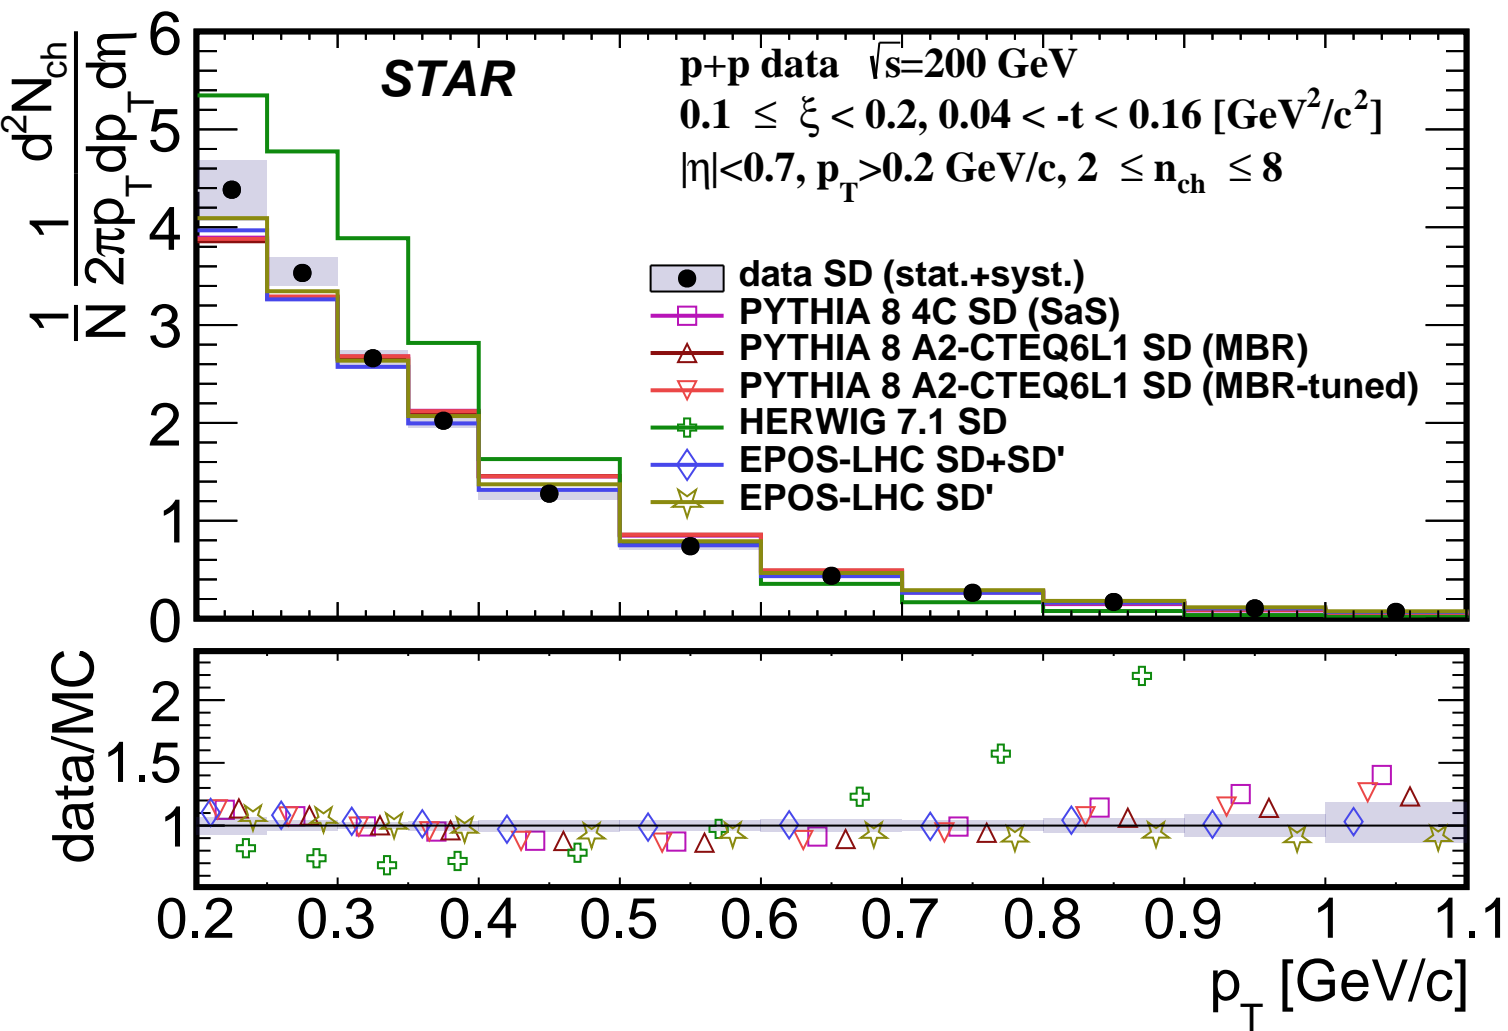 1/N 1/2πp_T d²N_ch/dp_T dη
6
5
4
3
2
1
0
STAR
p+p data √s=200 GeV
0.1 ≤ ξ < 0.2, 0.04 < -t < 0.16 [GeV²/c²]
|η|<0.7, p_T>0.2 GeV/c, 2 ≤ n_ch ≤ 8
data SD (stat.+syst.)
PYTHIA 8 4C SD (SaS)
PYTHIA 8 A2-CTEQ6L1 SD (MBR)
PYTHIA 8 A2-CTEQ6L1 SD (MBR-tuned)
HERWIG 7.1 SD
EPOS-LHC SD+SD'
EPOS-LHC SD'
data/MC
2
1.5
1
0.2 0.3 0.4 0.5 0.6 0.7 0.8 0.9 1 1.1
p_T [GeV/c]